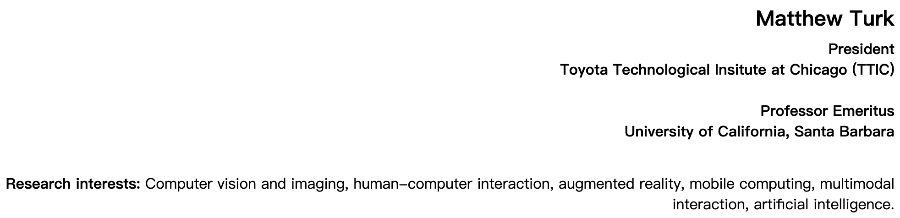 Matthew Turk
President
Toyota Technological Insitute at Chicago (TTIC)
Professor Emeritus
University of California, Santa Barbara
Research interests: Computer vision and imaging, human–computer interaction, augmented reality, mobile computing, multimodal
interaction, artificial intelligence.